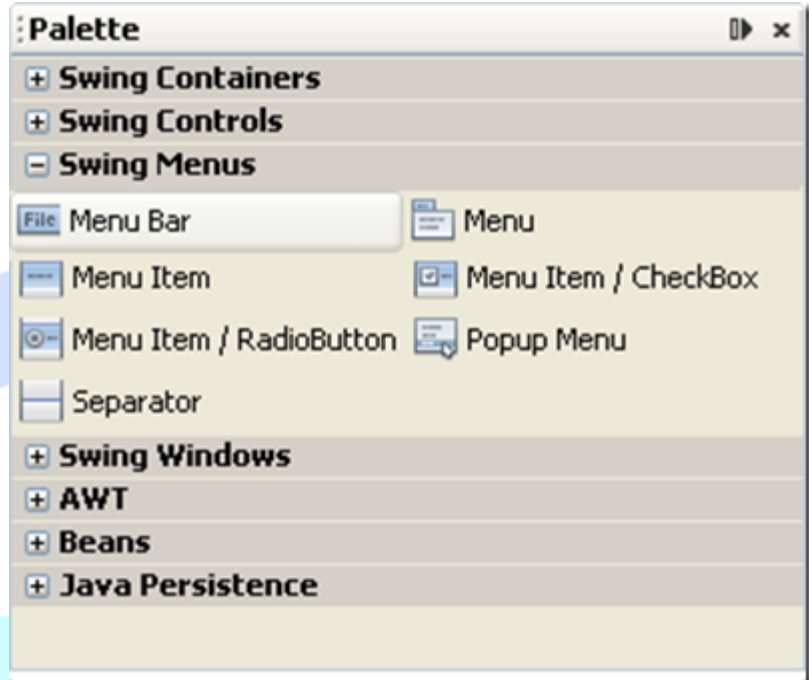 Palette
Swing Containers
Swing Controls
Swing Menus
File Menu Bar
Menu
Menu Item
Menu Item / CheckBox
Menu Item / RadioButton
Popup Menu
Separator
Swing Windows
AWT
Beans
Java Persistence